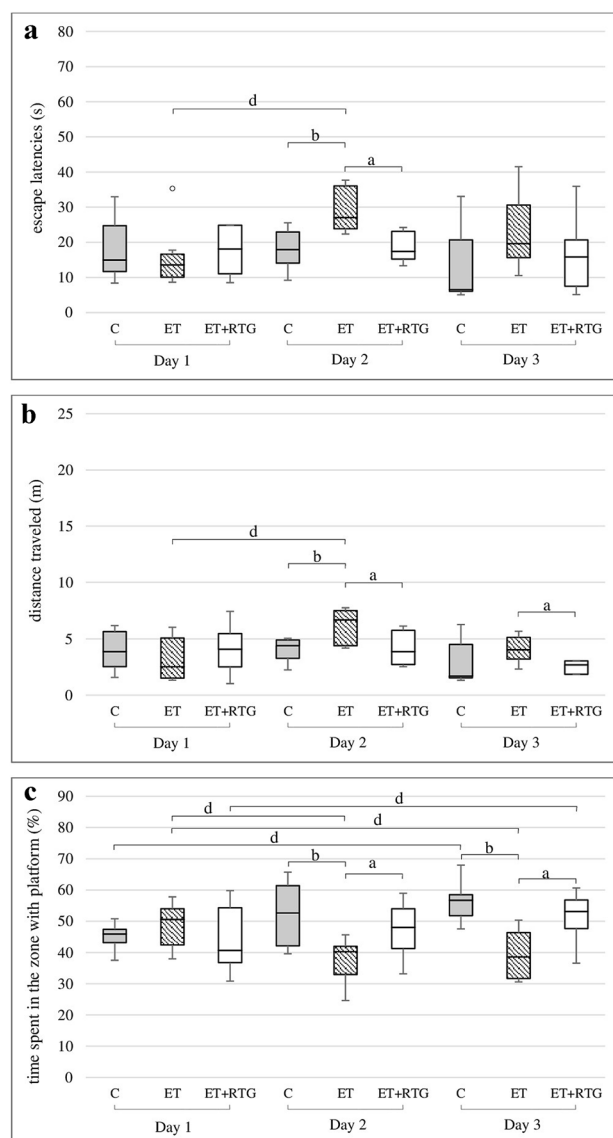 a
80
70
60
50
40
30
20
10
0
escape latencies (s)
d
b
a
C ET ET+RTG C ET ET+RTG C ET ET+RTG
Day 1 Day 2 Day 3
b
25
20
15
10
5
0
distance traveled (m)
d
b
a
a
C ET ET+RTG C ET ET+RTG C ET ET+RTG
Day 1 Day 2 Day 3
c
90
80
70
60
50
40
30
20
10
0
time spent in the zone with platform (%)
d
d
d
d
b
a
b
a
C ET ET+RTG C ET ET+RTG C ET ET+RTG
Day 1 Day 2 Day 3